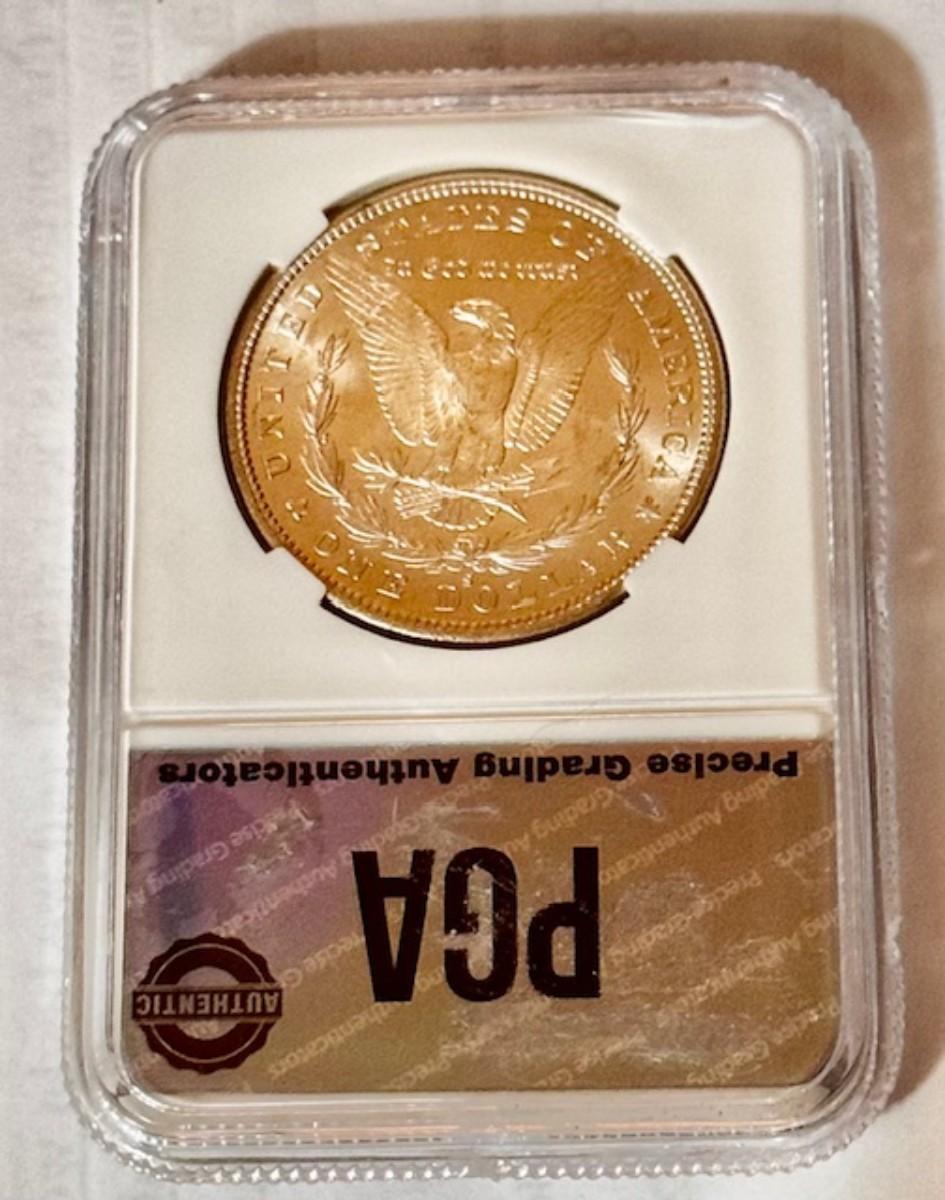 UNITED STATES OF AMERICA
In God we trust
S
ONE DOLLAR
Precise Grading Authenticators
PGA
AUTHENTIC